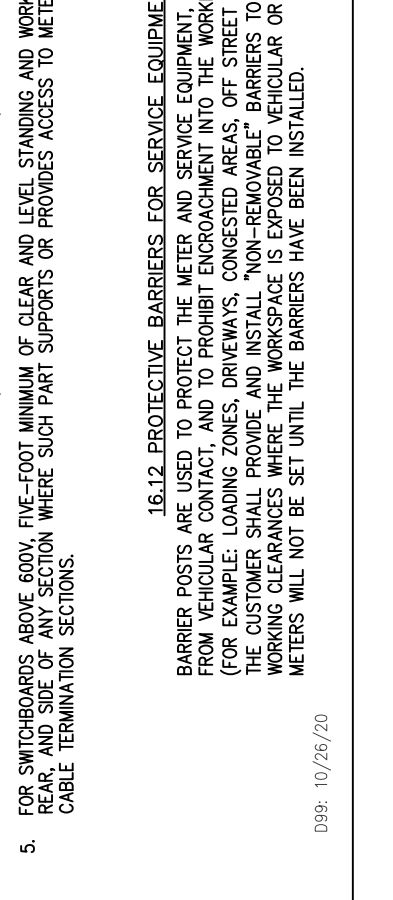 5. FOR SWITCHBOARDS ABOVE 600V, FIVE-FOOT MINIMUM OF CLEAR AND LEVEL STANDING AND WORK
REAR, AND SIDE OF ANY SECTION WHERE SUCH PART SUPPORTS OR PROVIDES ACCESS TO METE
CABLE TERMINATION SECTIONS.
16.12 PROTECTIVE BARRIERS FOR SERVICE EQUIPME
BARRIER POSTS ARE USED TO PROTECT THE METER AND SERVICE EQUIPMENT,
FROM VEHICULAR CONTACT, AND TO PROHIBIT ENCROACHMENT INTO THE WORK
(FOR EXAMPLE: LOADING ZONES, DRIVEWAYS, CONGESTED AREAS, OFF STREET
THE CUSTOMER SHALL PROVIDE AND INSTALL "NON-REMOVABLE" BARRIERS TO
WORKING CLEARANCES WHERE THE WORKSPACE IS EXPOSED TO VEHICULAR OR
METERS WILL NOT BE SET UNTIL THE BARRIERS HAVE BEEN INSTALLED.
D99: 10/26/20